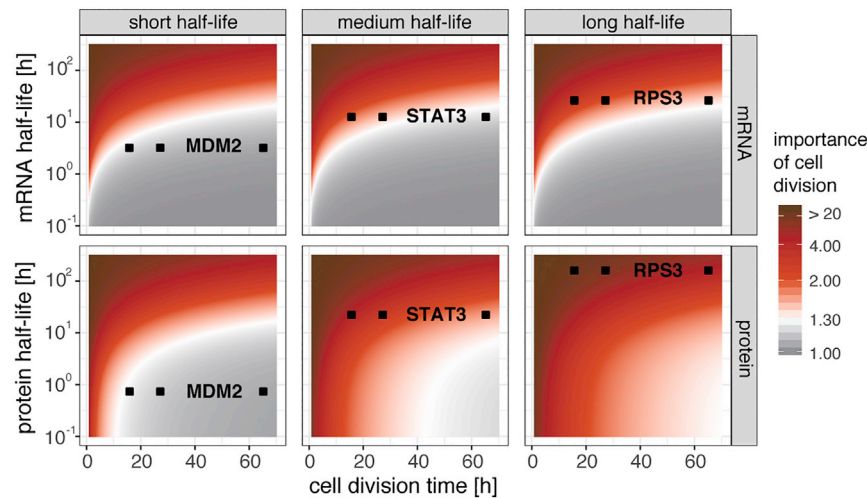 short half-life
medium half-life
long half-life
mRNA half-life [h]
10²
10¹
10⁰
10⁻¹
MDM2
STAT3
RPS3
mRNA
protein half-life [h]
10²
10¹
10⁰
10⁻¹
MDM2
STAT3
RPS3
protein
0 20 40 60
0 20 40 60
0 20 40 60
cell division time [h]
importance
of cell
division
> 20
4.00
2.00
1.30
1.00